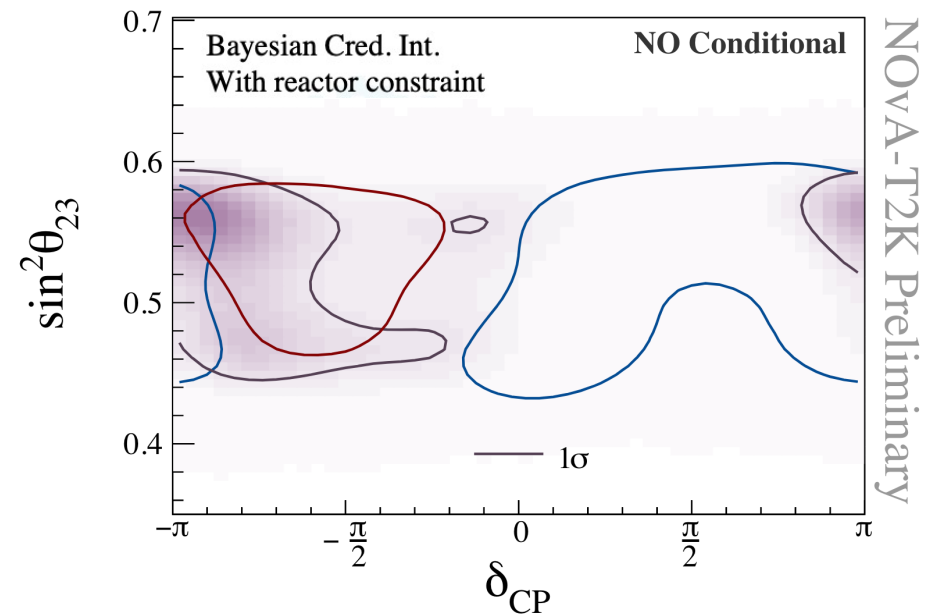 0.7
Bayesian Cred. Int.
With reactor constraint
NO Conditional
0.6
0.5
0.4
sin²θ₂₃
1σ
−π
− π/2
0
π/2
π
δ_CP
NOvA-T2K Preliminary